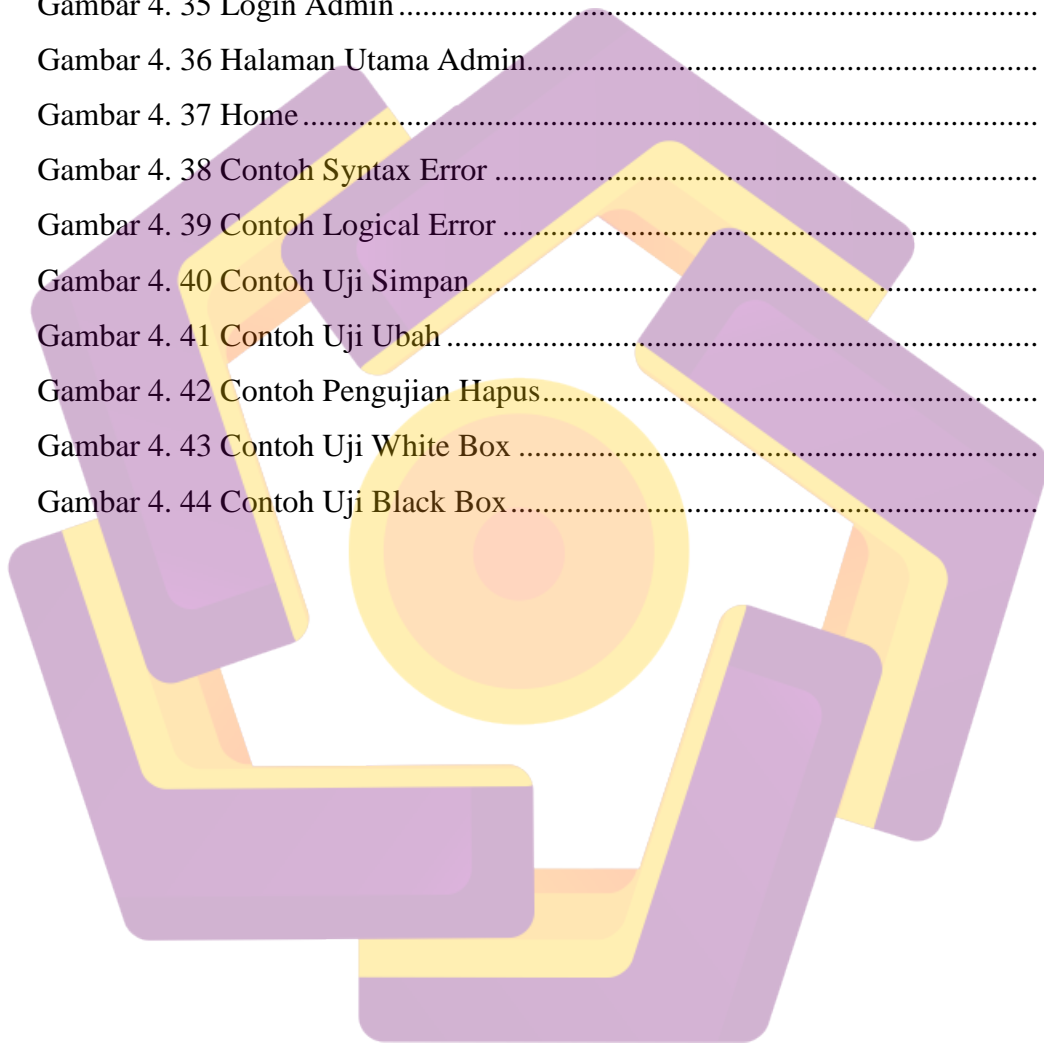 Gambar 4. 35 Login Admin................................................................................
Gambar 4. 36 Halaman Utama Admin................................................................
Gambar 4. 37 Home............................................................................................
Gambar 4. 38 Contoh Syntax Error ....................................................................
Gambar 4. 39 Contoh Logical Error ...................................................................
Gambar 4. 40 Contoh Uji Simpan.......................................................................
Gambar 4. 41 Contoh Uji Ubah ..........................................................................
Gambar 4. 42 Contoh Pengujian Hapus..............................................................
Gambar 4. 43 Contoh Uji White Box .................................................................
Gambar 4. 44 Contoh Uji Black Box..................................................................